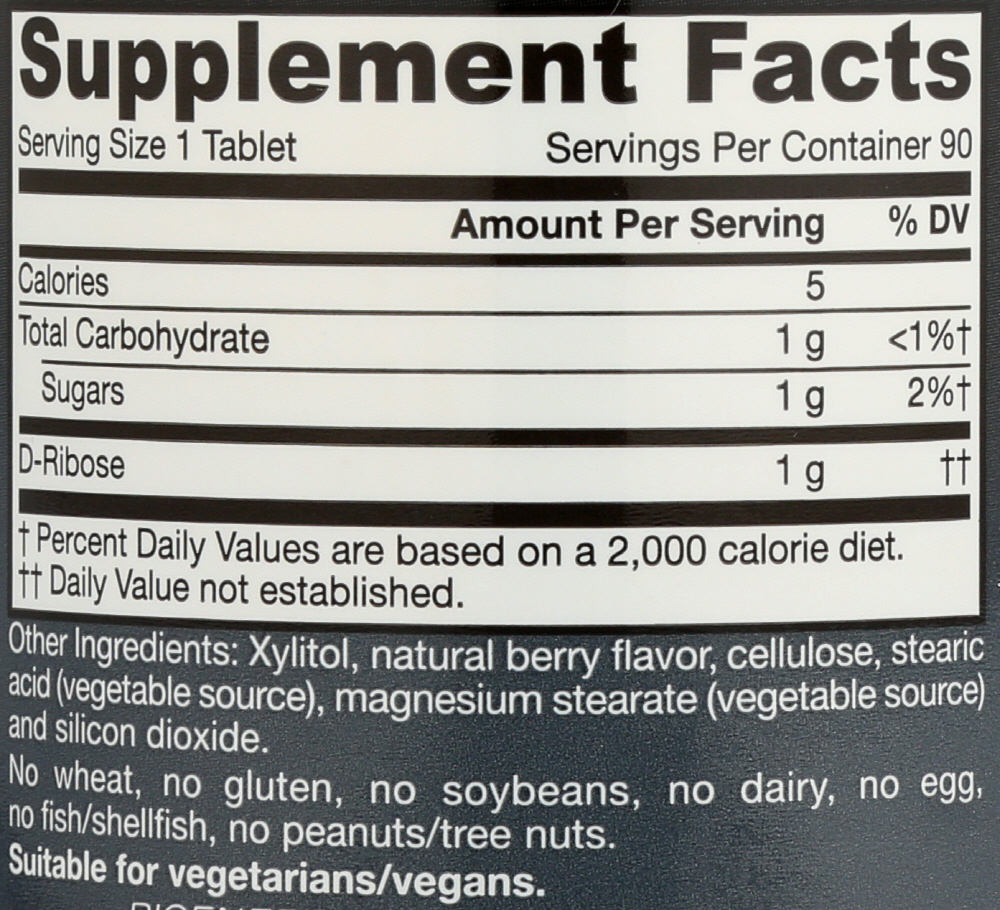 Supplement Facts
Serving Size 1 Tablet Servings Per Container 90
Amount Per Serving % DV
Calories 5
Total Carbohydrate 1 g <1%†
Sugars 1 g 2%†
D-Ribose 1 g ††
† Percent Daily Values are based on a 2,000 calorie diet.
†† Daily Value not established.
Other Ingredients: Xylitol, natural berry flavor, cellulose, stearic
acid (vegetable source), magnesium stearate (vegetable source)
and silicon dioxide.
No wheat, no gluten, no soybeans, no dairy, no egg,
no fish/shellfish, no peanuts/tree nuts.
Suitable for vegetarians/vegans.